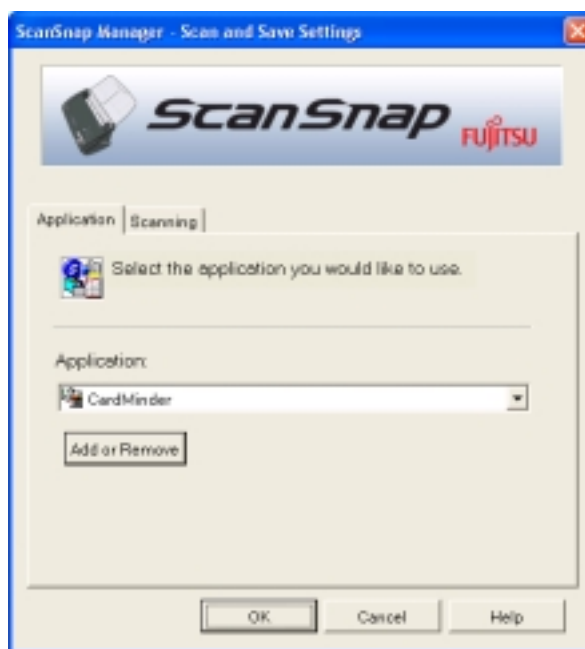 ScanSnap Manager - Scan and Save Settings
ScanSnap FUJITSU
Application Scanning
Select the application you would like to use.
Application:
CardMinder
Add or Remove
OK Cancel Help